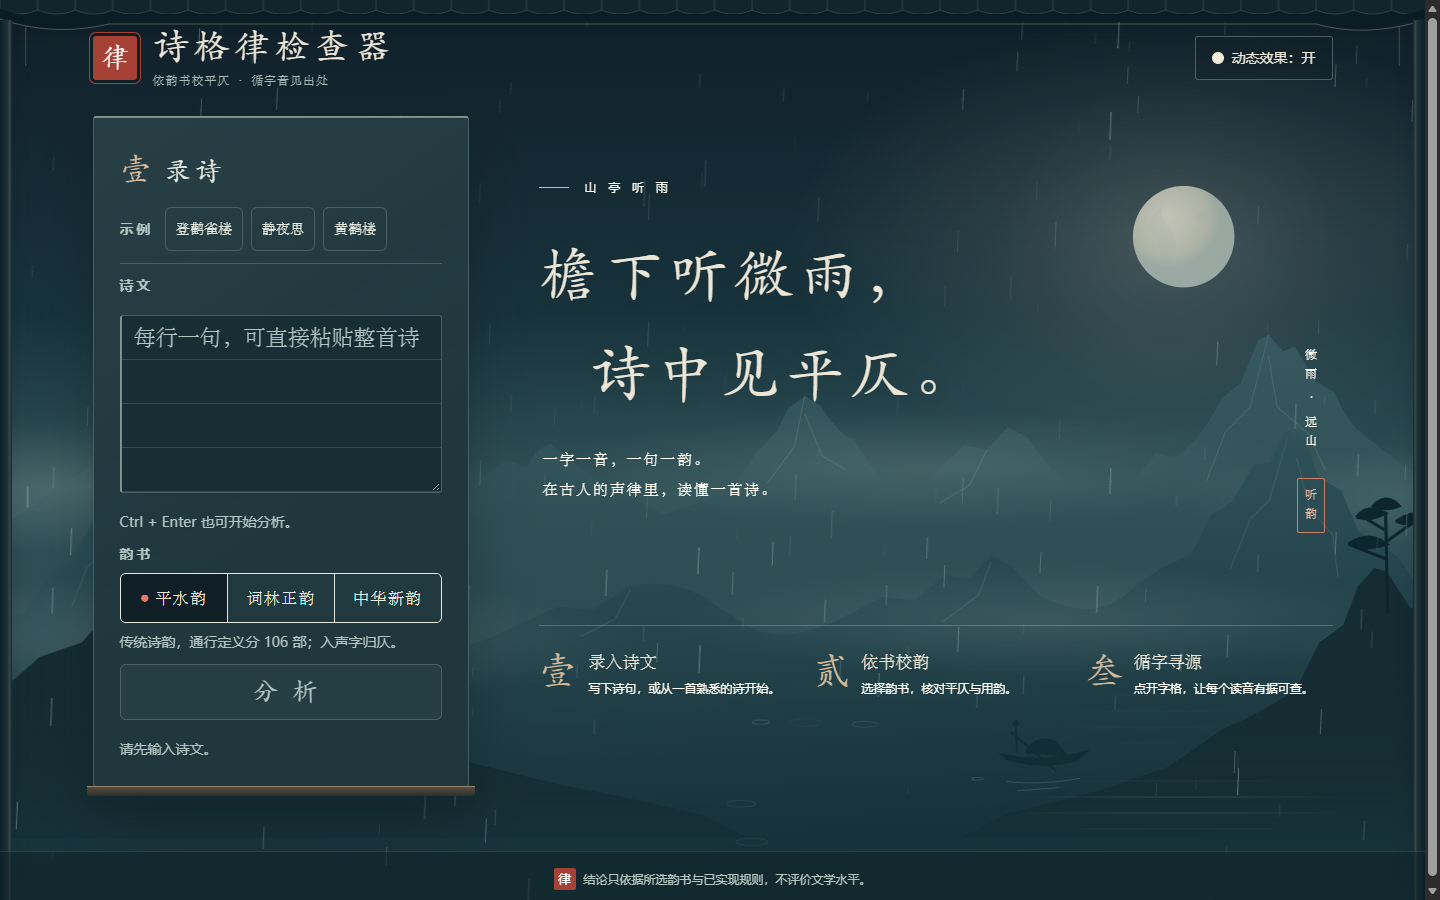 律
诗格律检查器
依韵书校平仄 · 循字音见出处
动态效果：开
壹 录诗
示例 登鹳雀楼 静夜思 黄鹤楼
诗文
每行一句，可直接粘贴整首诗
Ctrl + Enter 也可开始分析。
韵书
平水韵 词林正韵 中华新韵
传统诗韵，通行定义分 106 部；入声字归仄。
分析
请先输入诗文。
山亭听雨
檐下听微雨，
诗中见平仄。
一字一音，一句一韵。
在古人的声律里，读懂一首诗。
微雨·远山
听韵
壹 录入诗文
写下诗句，或从一首熟悉的诗开始。
贰 依书校韵
选择韵书，核对平仄与用韵。
叁 循字寻源
点开字格，让每个读音有据可查。
律 结论只依据所选韵书与已实现规则，不评价文学水平。